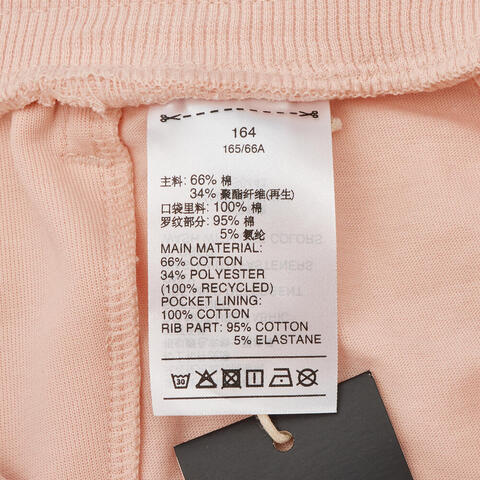 164
165/66A
主料: 66% 棉
34% 聚酯纤维(再生)
口袋里料: 100% 棉
罗纹部分: 95% 棉
5% 氨纶
MAIN MATERIAL:
66% COTTON
34% POLYESTER
(100% RECYCLED)
POCKET LINING:
100% COTTON
RIB PART: 95% COTTON
5% ELASTANE
30